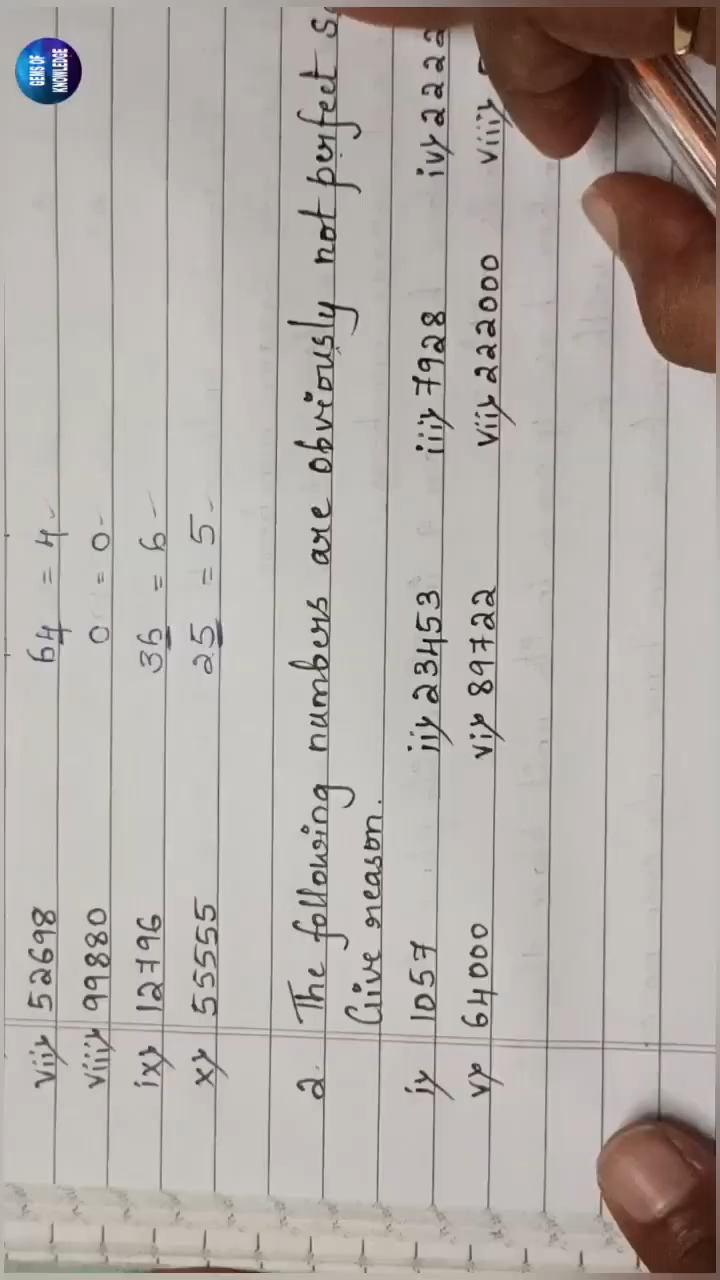 GEMS OF
KNOWLEDGE
vii) 52698 64 = 4
viii) 99880 0 = 0
ix) 12796 36 = 6
x) 55555 25 = 5
2. The following numbers are obviously not perfect s
Give reason.
i) 1057 ii) 23453 iii) 7928 iv) 2222
v) 64000 vi) 89722 vii) 222000 viii)